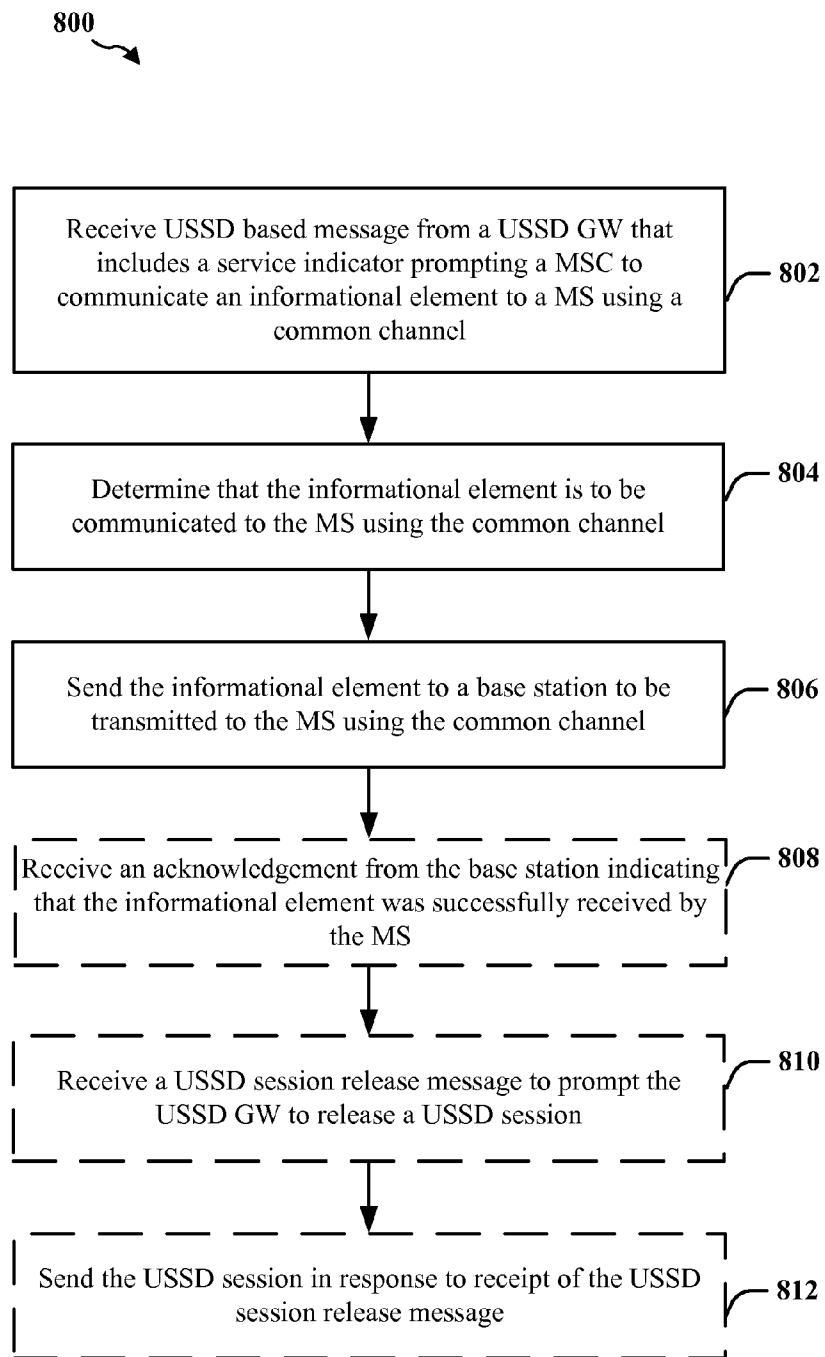 800
Receive USSD based message from a USSD GW that
includes a service indicator prompting a MSC to
communicate an informational element to a MS using a
common channel
802
Determine that the informational element is to be
communicated to the MS using the common channel
804
Send the informational element to a base station to be
transmitted to the MS using the common channel
806
Receive an acknowledgement from the base station indicating
that the informational element was successfully received by
the MS
808
Receive a USSD session release message to prompt the
USSD GW to release a USSD session
810
Send the USSD session in response to receipt of the USSD
session release message
812